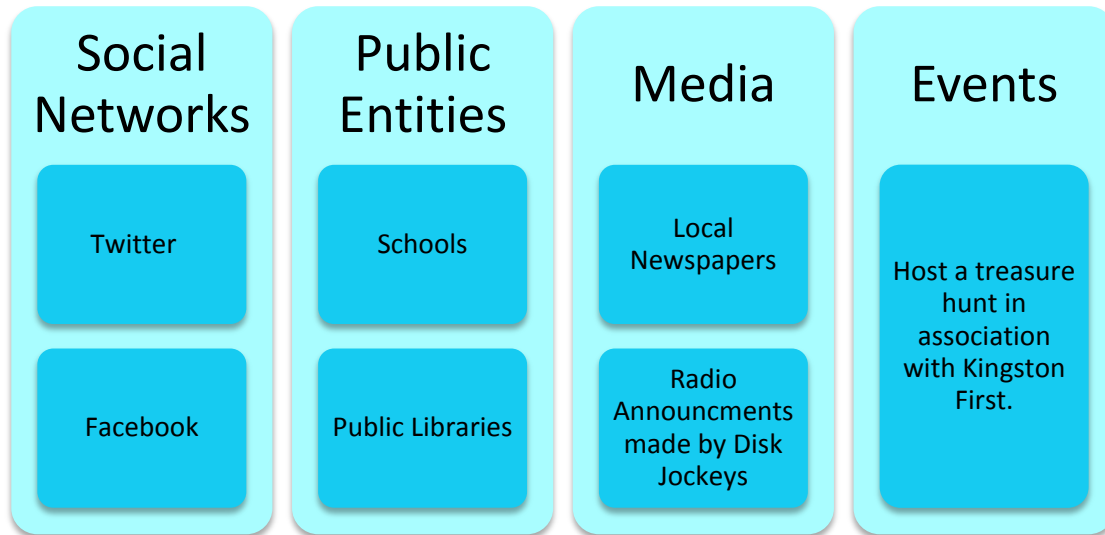 Social
Networks
Twitter
Facebook
Public
Entities
Schools
Public Libraries
Media
Local
Newspapers
Radio
Announcments
made by Disk
Jockeys
Events
Host a treasure
hunt in
association
with Kingston
First.